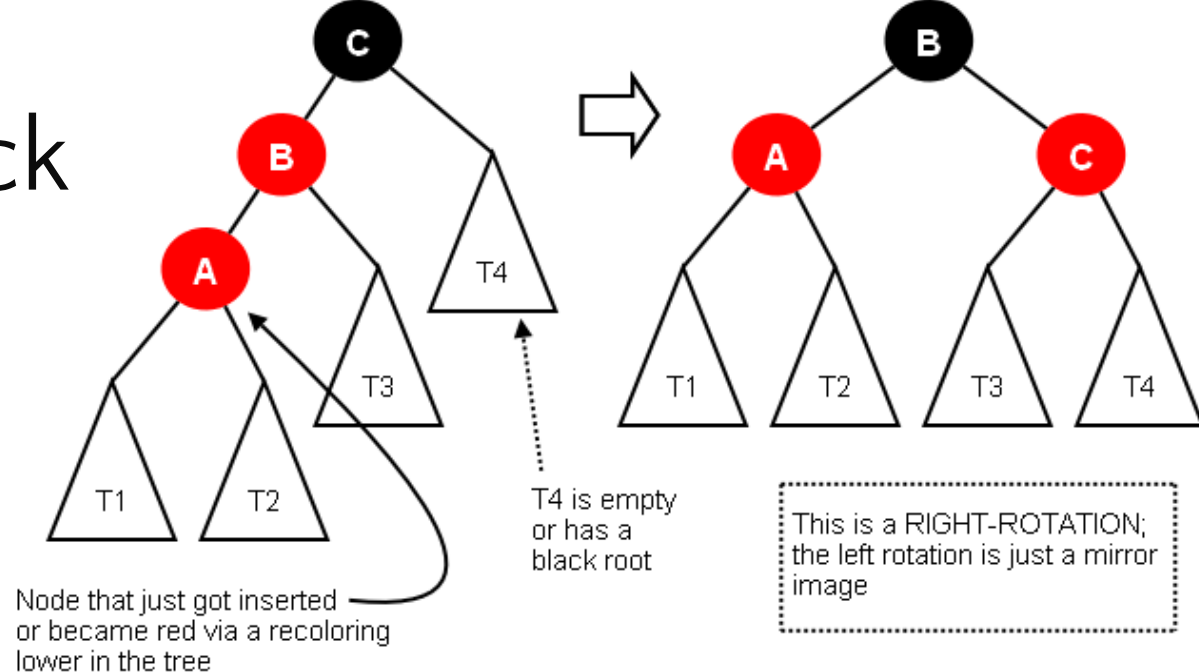 ck
C
B
A
T4
T3
T1
T2
B
A
C
T1
T2
T3
T4
T4 is empty
or has a
black root
This is a RIGHT-ROTATION;
the left rotation is just a mirror
image
Node that just got inserted
or became red via a recoloring
lower in the tree